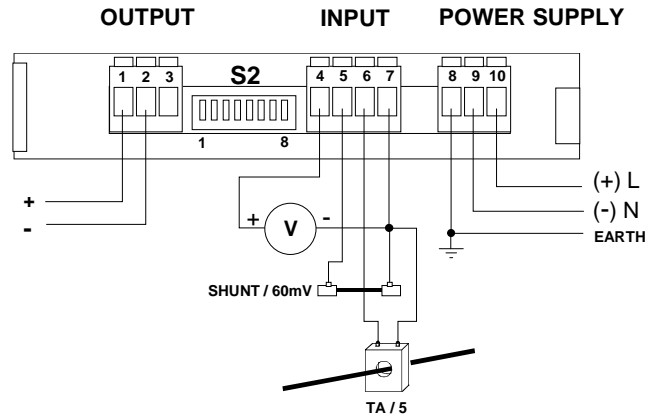 OUTPUT INPUT POWER SUPPLY
1 2 3 S2 4 5 6 7 8 9 10
1 8
+ (+) L
- (-) N
EARTH
+ V -
SHUNT / 60mV
TA / 5